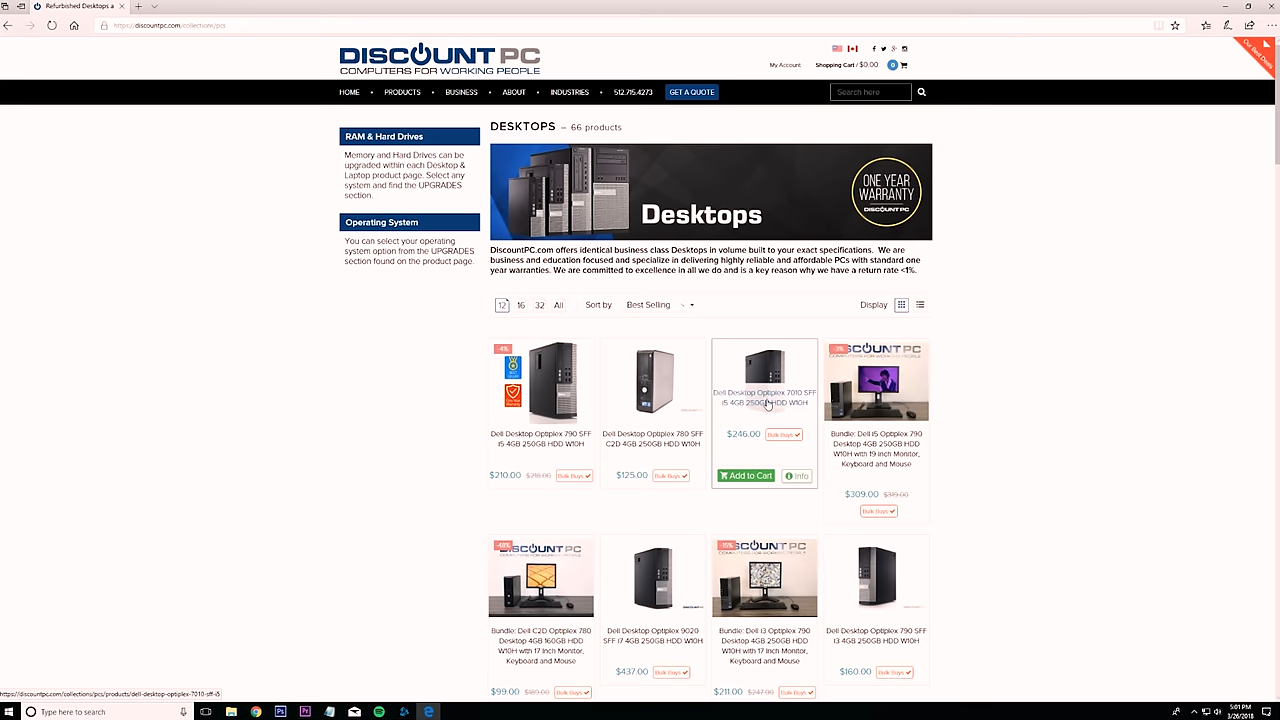 Refurbished Desktops a
https://discountpc.com/collections/pcs
Our Best Deals
DISCOUNT PC
COMPUTERS FOR WORKING PEOPLE
My Account
Shopping Cart / $0.00
0
HOME • PRODUCTS • BUSINESS • ABOUT • INDUSTRIES • 512.715.4273 GET A QUOTE
Search here
RAM & Hard Drives
Memory and Hard Drives can be
upgraded within each Desktop &
Laptop product page. Select any
system and find the UPGRADES
section.
Operating System
You can select your operating
system option from the UPGRADES
section found on the product page.
DESKTOPS – 66 products
Desktops
ONE YEAR
WARRANTY
DISCOUNT PC
DiscountPC.com offers identical business class Desktops in volume built to your exact specifications. We are
business and education focused and specialize in delivering highly reliable and affordable PCs with standard one
year warranties. We are committed to excellence in all we do and is a key reason why we have a return rate <1%.
12 16 32 All Sort by Best Selling
Display
-4%
Dell Desktop Optiplex 790 SFF
i5 4GB 250GB HDD W10H
$210.00 $218.00 Bulk Buys
Dell Desktop Optiplex 780 SFF
C2D 4GB 250GB HDD W10H
$125.00 Bulk Buys
Dell Desktop Optiplex 7010 SFF
i5 4GB 250GB HDD W10H
$246.00 Bulk Buys
Add to Cart Info
-3%
DISCOUNT PC
COMPUTERS FOR WORKING PEOPLE
Bundle: Dell i5 Optiplex 790
Desktop 4GB 250GB HDD
W10H with 19 Inch Monitor,
Keyboard and Mouse
$309.00 $319.00
Bulk Buys
DISCOUNT PC
Bundle: Dell C2D Optiplex 780
Desktop 4GB 160GB HDD
W10H with 17 Inch Monitor,
Keyboard and Mouse
$99.00 $189.00 Bulk Buys
Dell Desktop Optiplex 9020
SFF i7 4GB 250GB HDD W10H
$437.00 Bulk Buys
-15%
DISCOUNT PC
Bundle: Dell i3 Optiplex 790
Desktop 4GB 250GB HDD
W10H with 17 Inch Monitor,
Keyboard and Mouse
$211.00 $247.00 Bulk Buys
Dell Desktop Optiplex 790 SFF
i3 4GB 250GB HDD W10H
$160.00 Bulk Buys
https://discountpc.com/collections/pcs/products/dell-desktop-optiplex-7010-sff-i5
Type here to search
5:01 PM
3/26/2018